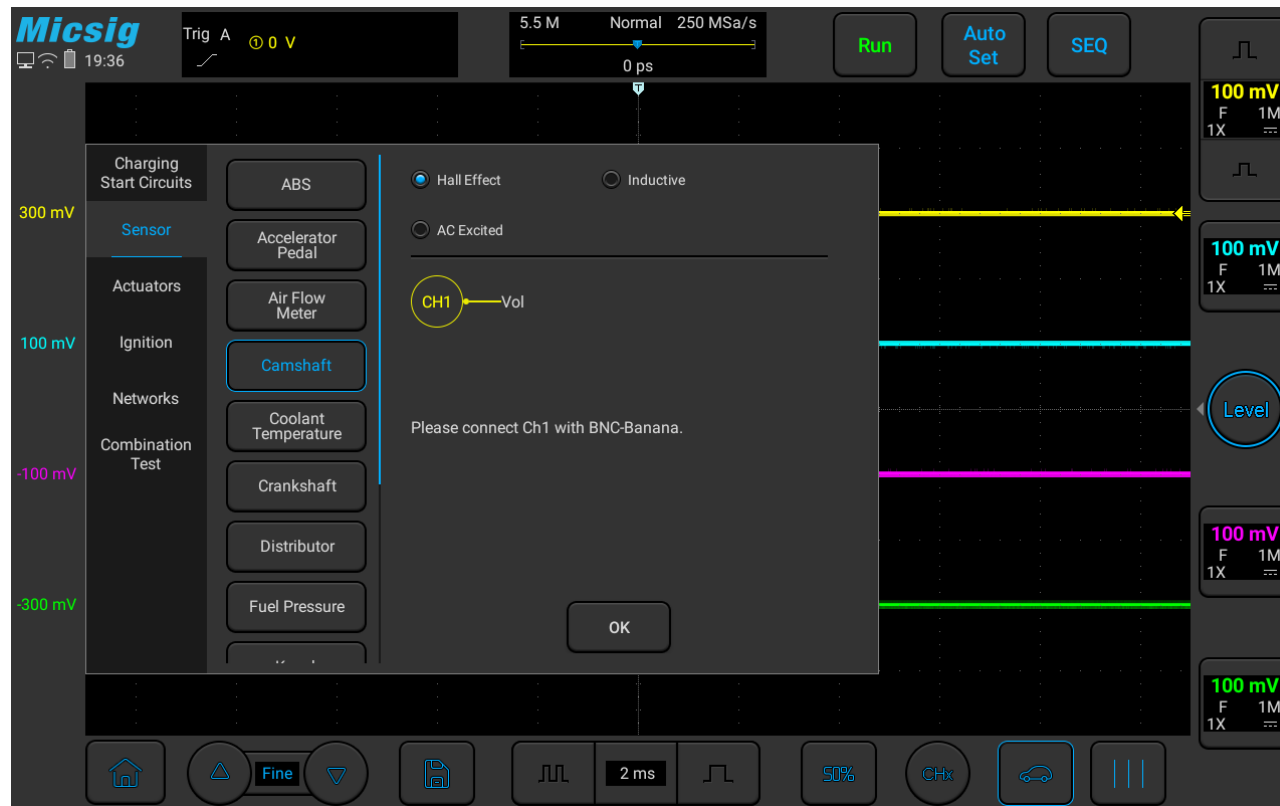 Micsig
19:36
Trig A
① 0 V
5.5 M Normal 250 MSa/s
0 ps
Run
Auto
Set
SEQ
T
100 mV
F 1M
1X
300 mV
100 mV
-100 mV
-300 mV
Charging
Start Circuits
Sensor
Actuators
Ignition
Networks
Combination
Test
ABS
Accelerator
Pedal
Air Flow
Meter
Camshaft
Coolant
Temperature
Crankshaft
Distributor
Fuel Pressure
Hall Effect
Inductive
AC Excited
CH1
Vol
Please connect Ch1 with BNC-Banana.
OK
100 mV
F 1M
1X
Level
100 mV
F 1M
1X
100 mV
F 1M
1X
Fine
2 ms
50%
CHx